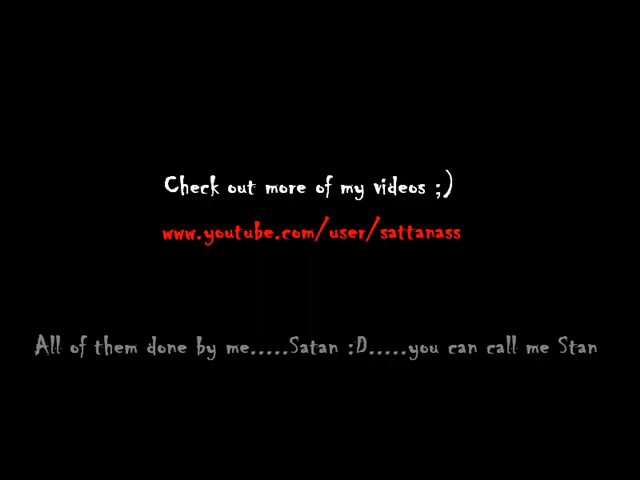 Check out more of my videos ;)
www.youtube.com/user/sattanass
All of them done by me.....Satan :D.....you can call me Stan